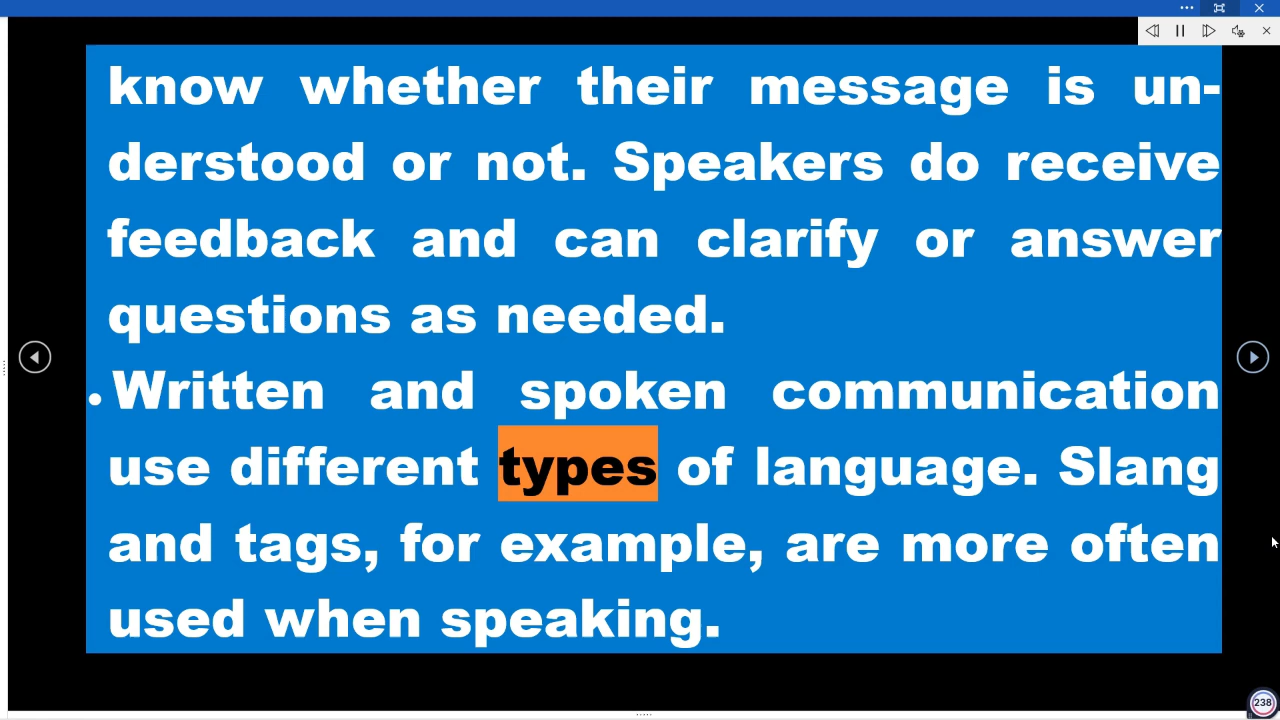 know whether their message is un-
derstood or not. Speakers do receive
feedback and can clarify or answer
questions as needed.
• Written and spoken communication
use different types of language. Slang
and tags, for example, are more often
used when speaking.
238